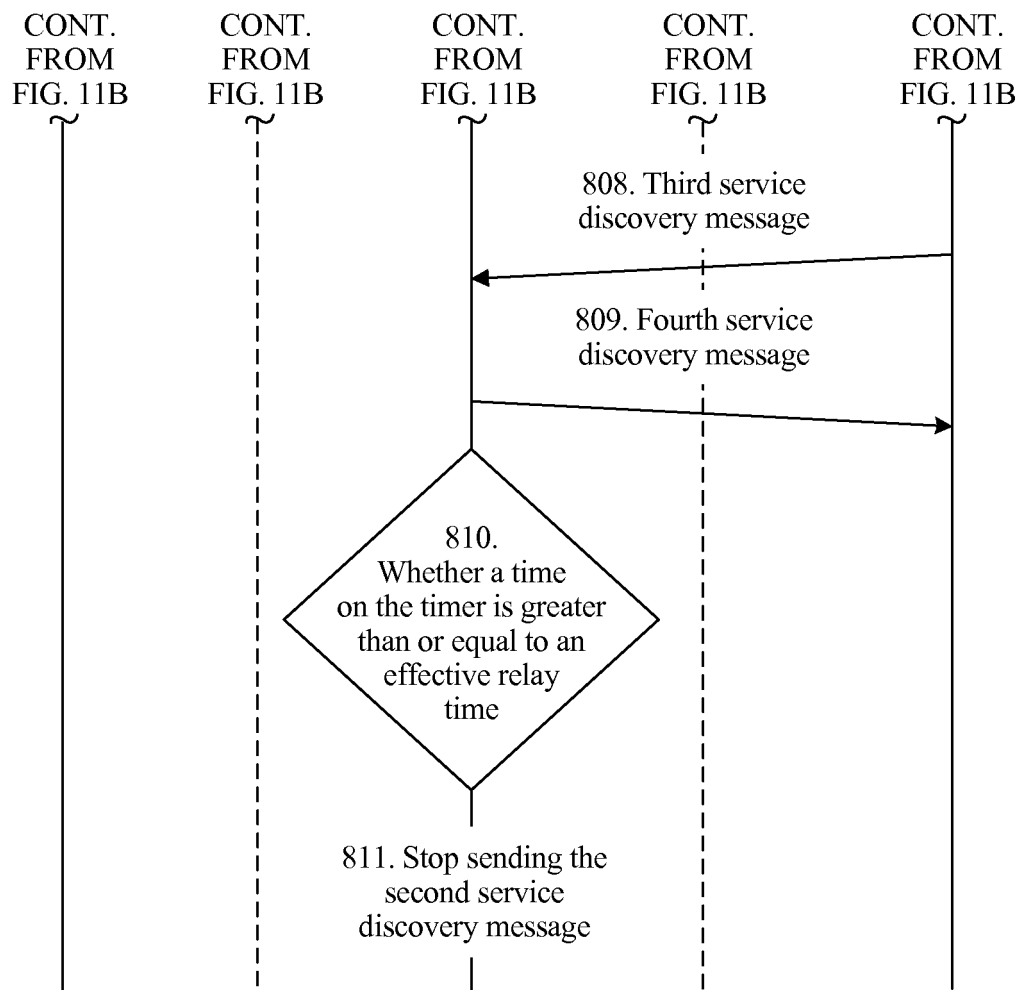 CONT.
FROM
FIG. 11B
CONT.
FROM
FIG. 11B
CONT.
FROM
FIG. 11B
CONT.
FROM
FIG. 11B
CONT.
FROM
FIG. 11B
808. Third service
discovery message
809. Fourth service
discovery message
810.
Whether a time
on the timer is greater
than or equal to an
effective relay
time
811. Stop sending the
second service
discovery message